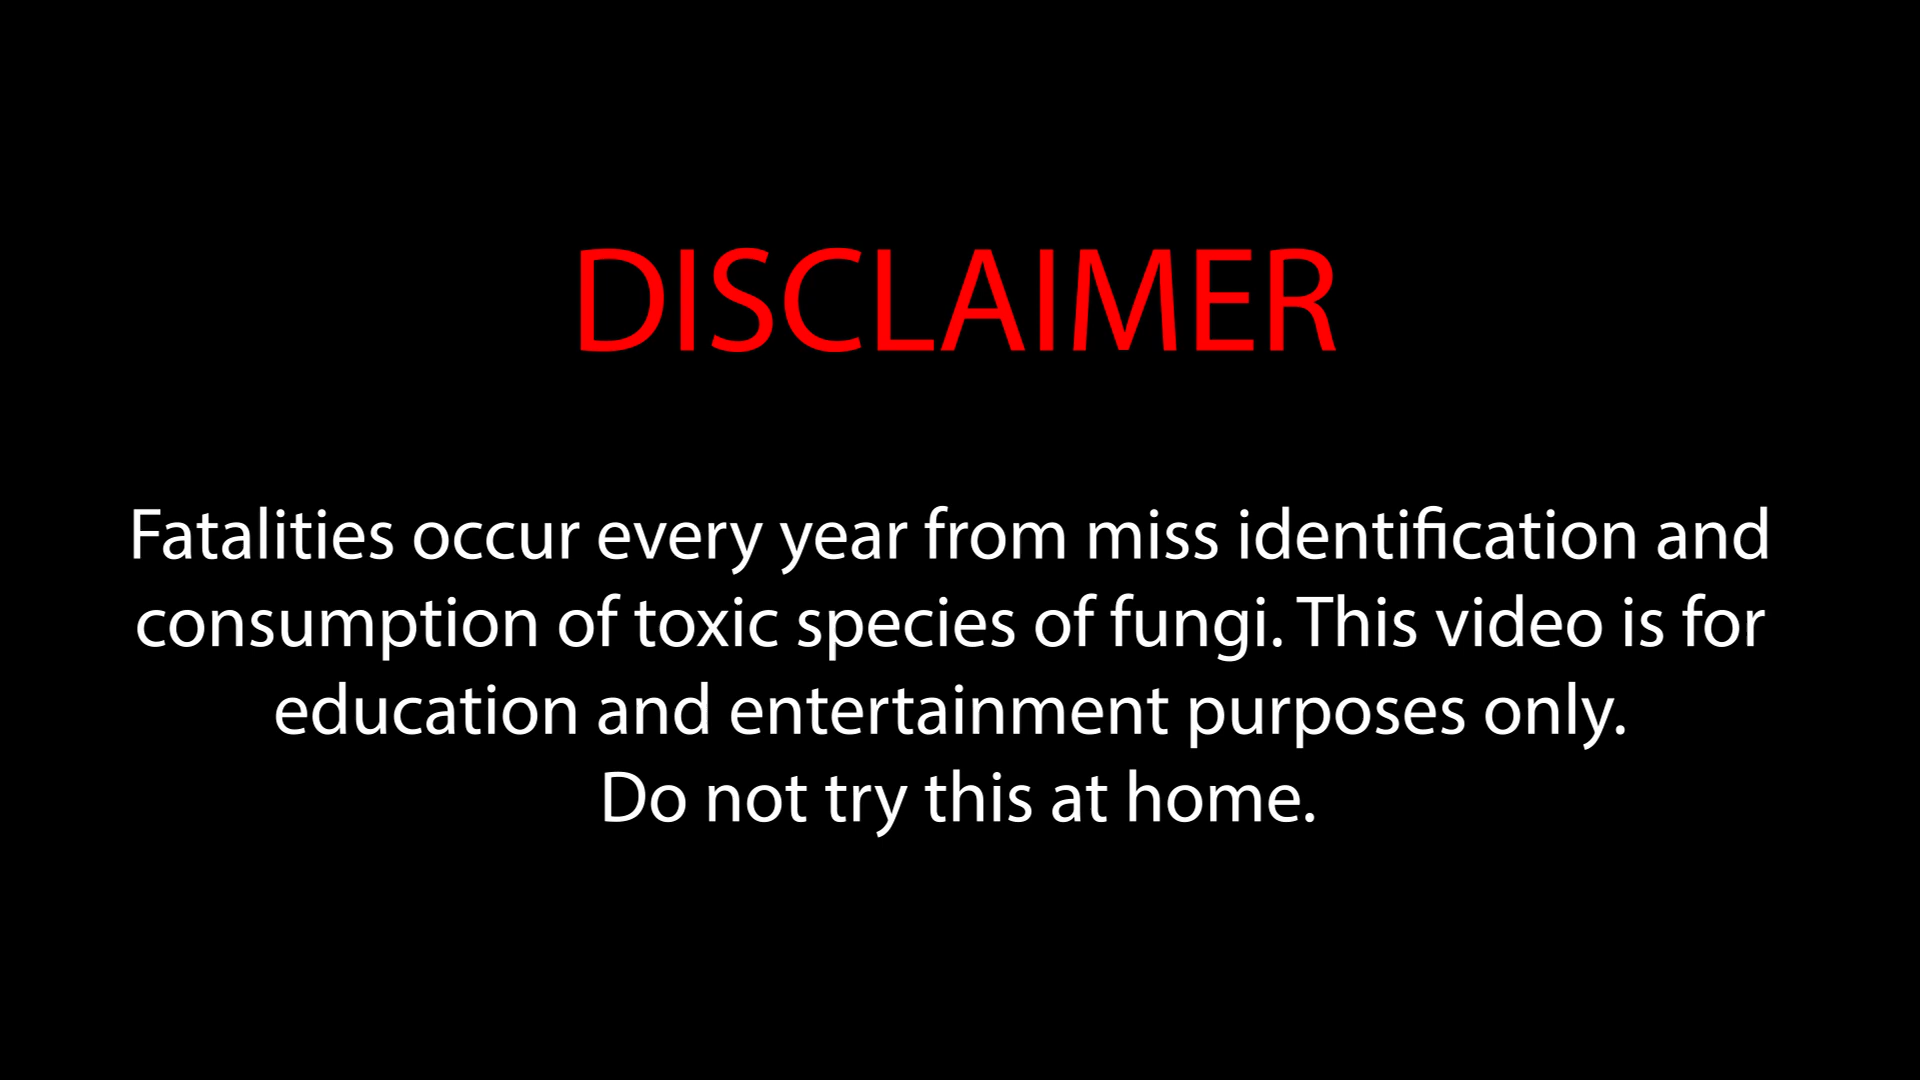 DISCLAIMER
Fatalities occur every year from miss identification and
consumption of toxic species of fungi. This video is for
education and entertainment purposes only.
Do not try this at home.